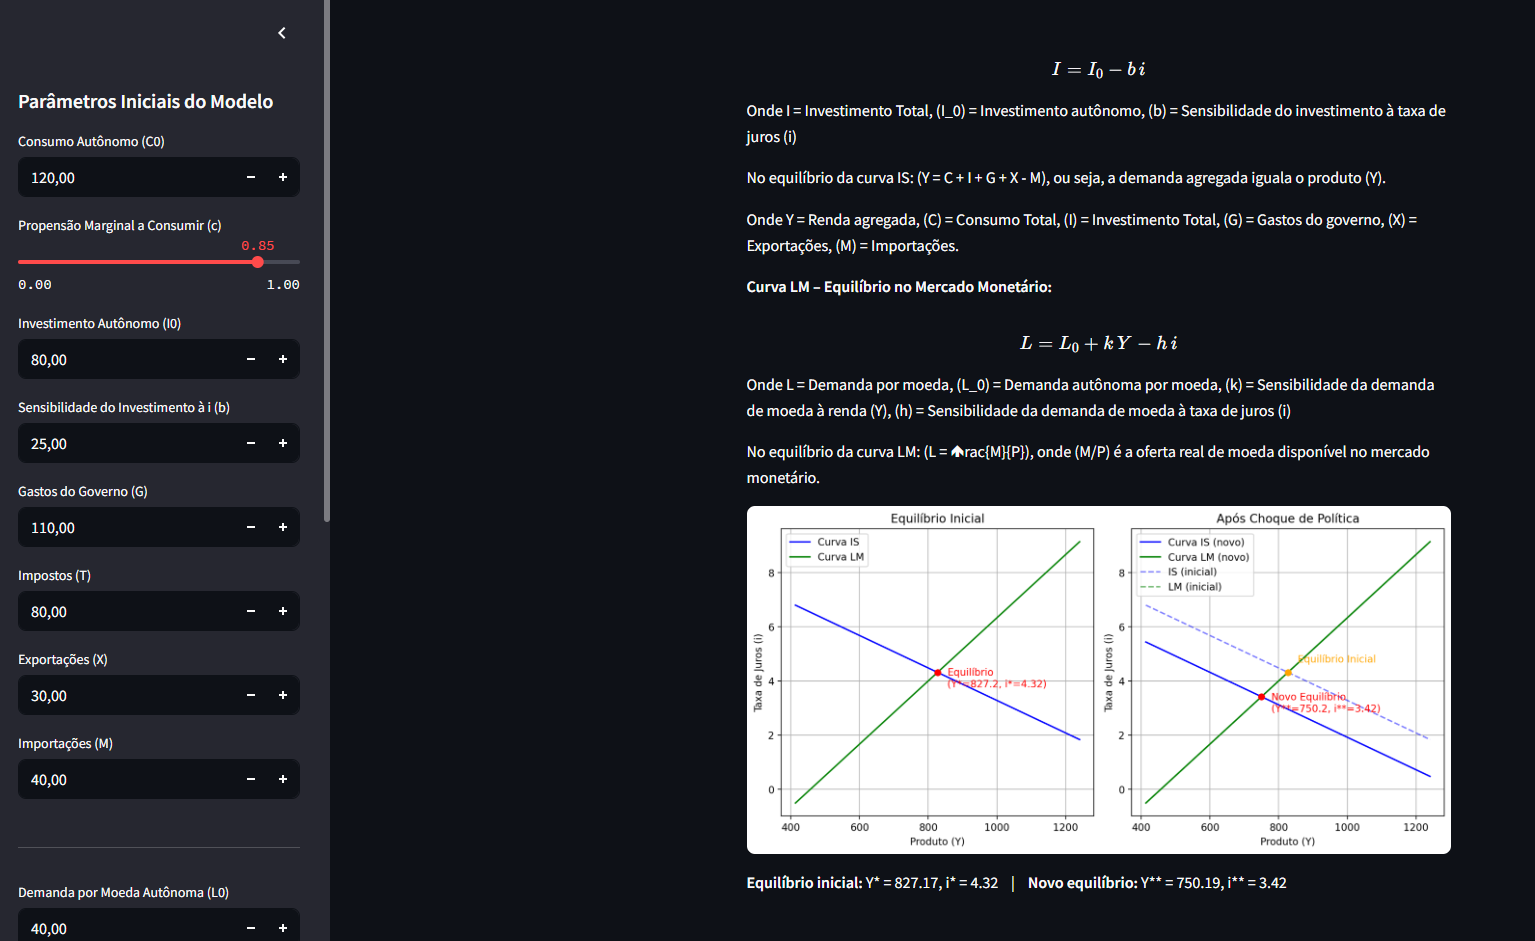 Parâmetros Iniciais do Modelo
Consumo Autônomo (C0)
120,00
Propensão Marginal a Consumir (c)
0.85
0.00 1.00
Investimento Autônomo (I0)
80,00
Sensibilidade do Investimento à i (b)
25,00
Gastos do Governo (G)
110,00
Impostos (T)
80,00
Exportações (X)
30,00
Importações (M)
40,00
Demanda por Moeda Autônoma (L0)
40,00
I = I₀ − b i
Onde I = Investimento Total, (I_0) = Investimento autônomo, (b) = Sensibilidade do investimento à taxa de
juros (i)
No equilíbrio da curva IS: (Y = C + I + G + X - M), ou seja, a demanda agregada iguala o produto (Y).
Onde Y = Renda agregada, (C) = Consumo Total, (I) = Investimento Total, (G) = Gastos do governo, (X) =
Exportações, (M) = Importações.
Curva LM – Equilíbrio no Mercado Monetário:
L = L₀ + k Y − h i
Onde L = Demanda por moeda, (L_0) = Demanda autônoma por moeda, (k) = Sensibilidade da demanda
de moeda à renda (Y), (h) = Sensibilidade da demanda de moeda à taxa de juros (i)
No equilíbrio da curva LM: (L = rac{M}{P}), onde (M/P) é a oferta real de moeda disponível no mercado
monetário.
Equilíbrio Inicial
Curva IS
Curva LM
Equilíbrio
(Y*=827.2, i*=4.32)
Taxa de Juros (i)
8
6
4
2
0
400 600 800 1000 1200
Produto (Y)
Após Choque de Política
Curva IS (novo)
Curva LM (novo)
IS (inicial)
LM (inicial)
Equilíbrio Inicial
Novo Equilíbrio
(Y**=750.2, i**=3.42)
Taxa de Juros (i)
8
6
4
2
0
400 600 800 1000 1200
Produto (Y)
Equilíbrio inicial: Y* = 827.17, i* = 4.32 | Novo equilíbrio: Y** = 750.19, i** = 3.42